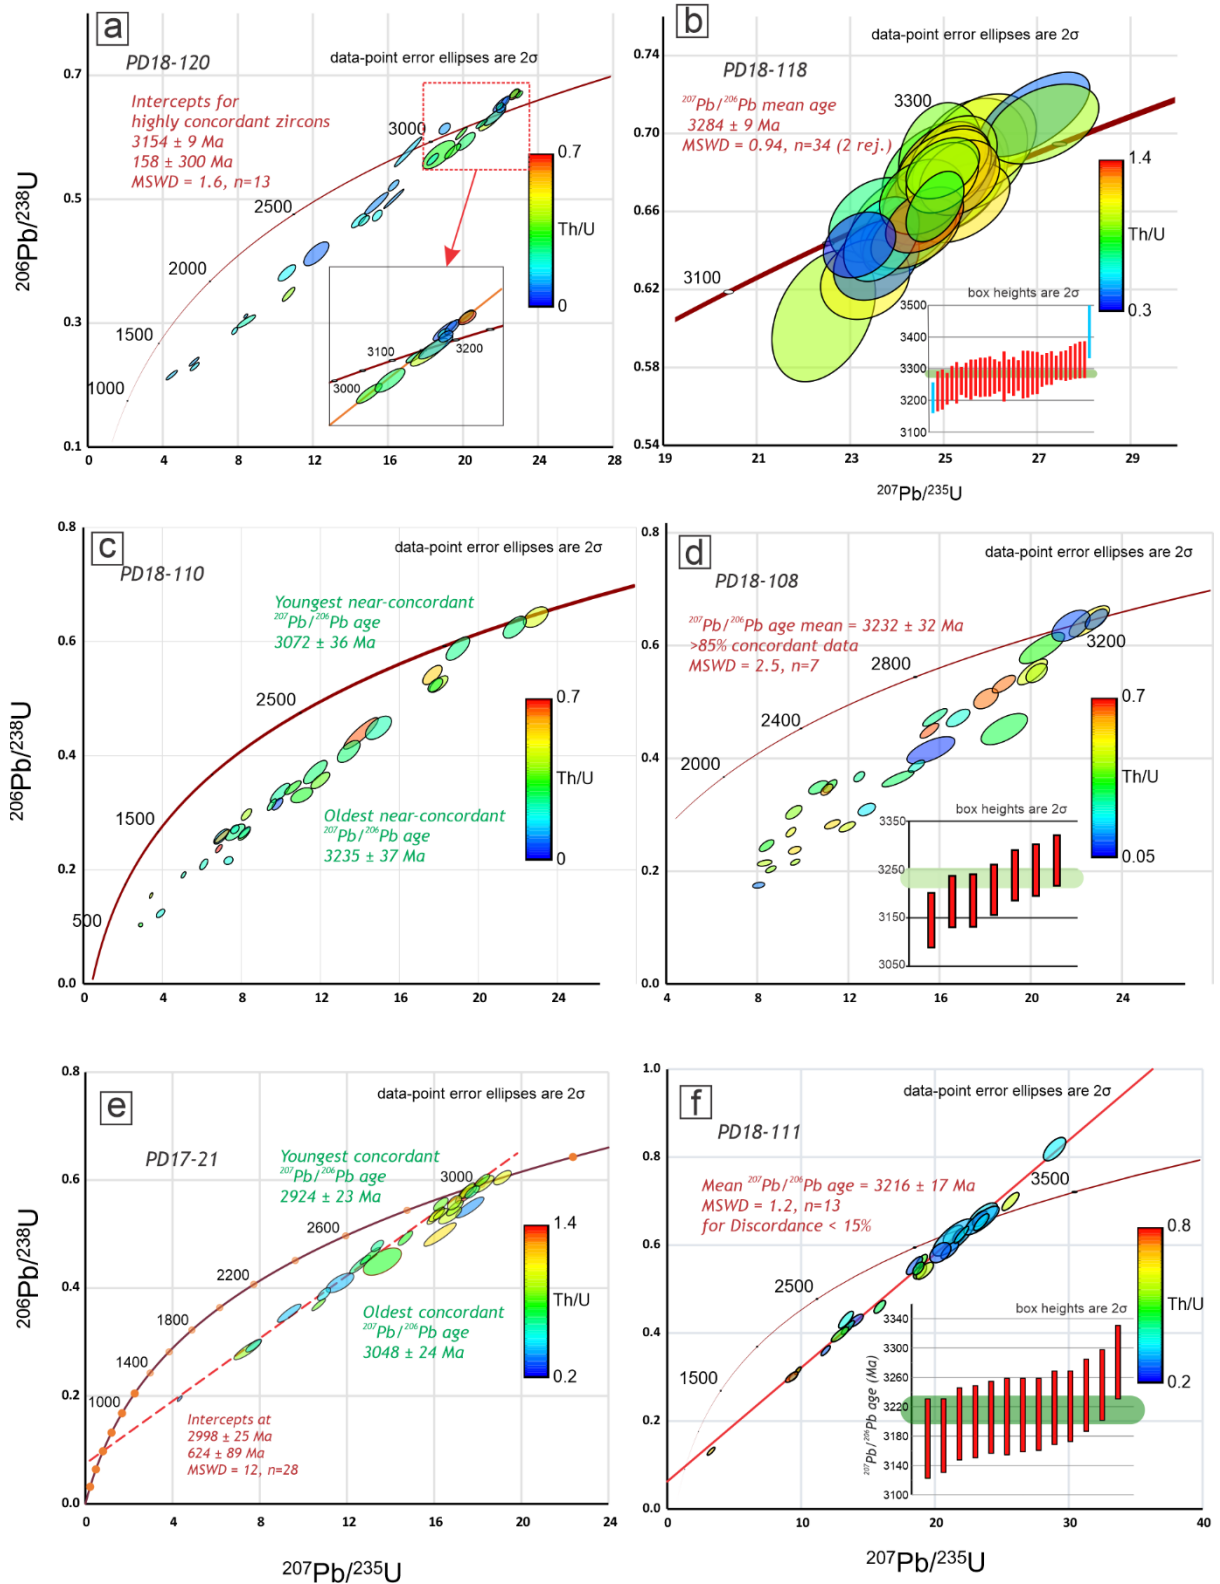 a
PD18-120
data-point error ellipses are 2σ
Intercepts for
highly concordant zircons
3154 ± 9 Ma
158 ± 300 Ma
MSWD = 1.6, n=13
206Pb/238U
0.7
0.5
0.3
0.1
0 4 8 12 16 20 24 28
1000
1500
2000
2500
3000
0.7
Th/U
0
3000
3100
3200
b
data-point error ellipses are 2σ
PD18-118
207Pb/206Pb mean age
3284 ± 9 Ma
MSWD = 0.94, n=34 (2 rej.)
0.74
0.70
0.66
0.62
0.58
0.54
19 21 23 25 27 29
207Pb/235U
3100
3300
1.4
Th/U
0.3
box heights are 2σ
3500
3400
3300
3200
3100
c
data-point error ellipses are 2σ
PD18-110
Youngest near-concordant
207Pb/206Pb age
3072 ± 36 Ma
Oldest near-concordant
207Pb/206Pb age
3235 ± 37 Ma
206Pb/238U
0.8
0.6
0.4
0.2
0.0
0 4 8 12 16 20 24
500
1500
2500
0.7
Th/U
0
d
data-point error ellipses are 2σ
PD18-108
207Pb/206Pb age mean = 3232 ± 32 Ma
>85% concordant data
MSWD = 2.5, n=7
0.8
0.6
0.4
0.2
0.0
4 8 12 16 20 24
2000
2400
2800
3200
0.7
Th/U
0.05
box heights are 2σ
3350
3250
3150
3050
e
data-point error ellipses are 2σ
PD17-21
Youngest concordant
207Pb/206Pb age
2924 ± 23 Ma
Oldest concordant
207Pb/206Pb age
3048 ± 24 Ma
Intercepts at
2998 ± 25 Ma
624 ± 89 Ma
MSWD = 12, n=28
206Pb/238U
0.8
0.6
0.4
0.2
0.0
0 4 8 12 16 20 24
207Pb/235U
1000
1400
1800
2200
2600
3000
1.4
Th/U
0.2
f
data-point error ellipses are 2σ
PD18-111
Mean 207Pb/206Pb age = 3216 ± 17 Ma
MSWD = 1.2, n=13
for Discordance < 15%
1.0
0.8
0.6
0.4
0.2
0.0
0 10 20 30 40
207Pb/235U
1500
2500
3500
0.8
Th/U
0.2
box heights are 2σ
207Pb/206Pb age (Ma)
3340
3300
3260
3220
3180
3140
3100